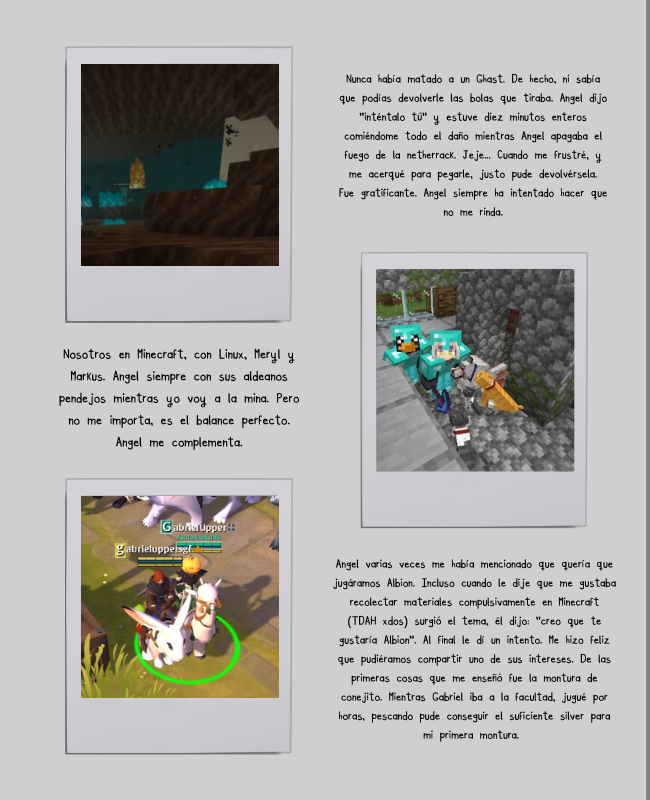 Nunca había matado a un Ghast. De hecho, ni sabía
que podías devolverle las bolas que tiraba. Angel dijo
"inténtalo tú" y estuve diez minutos enteros
comiéndome todo el daño mientras Angel apagaba el
fuego de la netherrack. Jeje... Cuando me frustré, y
me acerqué para pegarle, justo pude devolvérsela.
Fue gratificante. Angel siempre ha intentado hacer que
no me rinda.
Nosotros en Minecraft, con Linux, Meryl y
Markus. Angel siempre con sus aldeanos
pendejos mientras yo voy a la mina. Pero
no me importa, es el balance perfecto.
Angel me complementa.
GabrielUpper
gabrieluppersgf
Angel varias veces me había mencionado que quería que
jugáramos Albion. Incluso cuando le dije que me gustaba
recolectar materiales compulsivamente en Minecraft
(TDAH xdos) surgió el tema, él dijo: "creo que te
gustaría Albion". Al final le dí un intento. Me hizo feliz
que pudiéramos compartir uno de sus intereses. De las
primeras cosas que me enseñó fue la montura de
conejito. Mientras Gabriel iba a la facultad, jugué por
horas, pescando pude conseguir el suficiente silver para
mi primera montura.